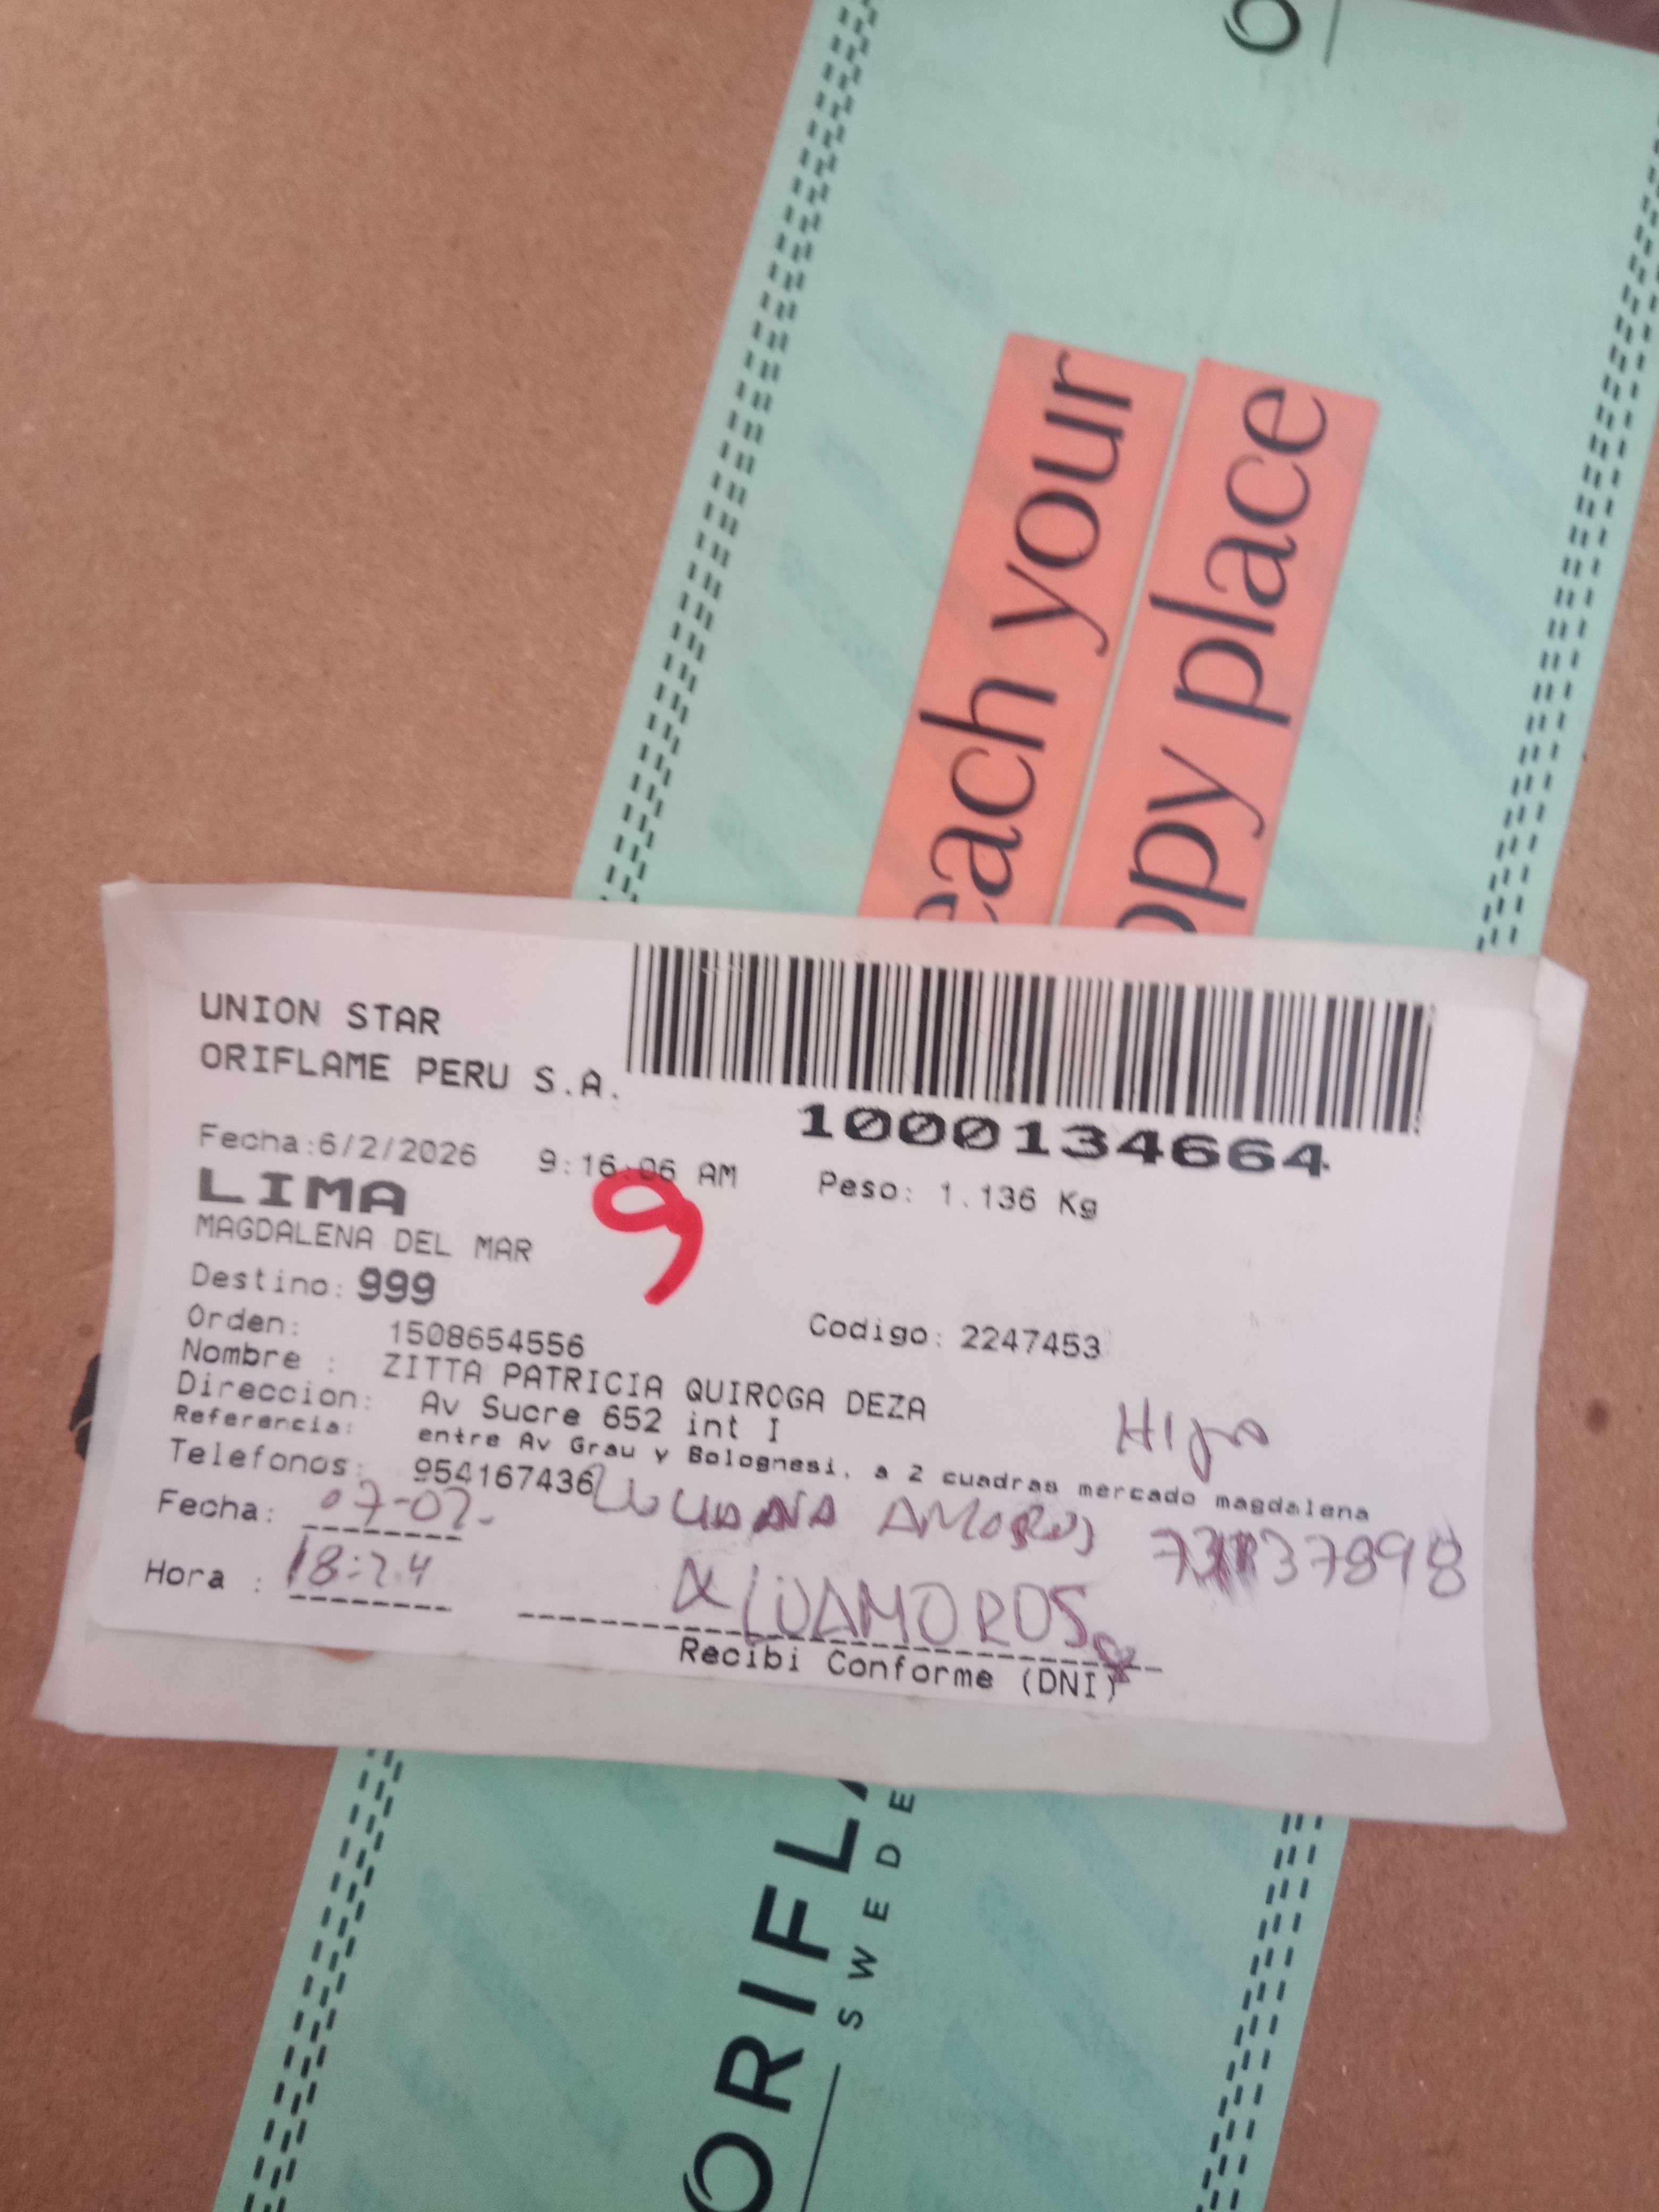 each your
ppy place
UNION STAR
ORIFLAME PERU S.A.
1000134664
Fecha:6/2/2026 9:16:06 AM
Peso: 1.136 Kg
LIMA
9
MAGDALENA DEL MAR
Destino: 999
Orden: 1508654556
Codigo: 2247453
Nombre : ZITTA PATRICIA QUIROGA DEZA
Direccion: Av Sucre 652 int I
Hijo
Referencia: entre Av Grau y Bolognesi, a 2 cuadras mercado magdalena
Telefonos: 954167436
Fecha: 07-02-
AMOROS
Hora : 18:24
LUAMOROS
Recibi Conforme (DNI)
ORIFLA
SWEDE